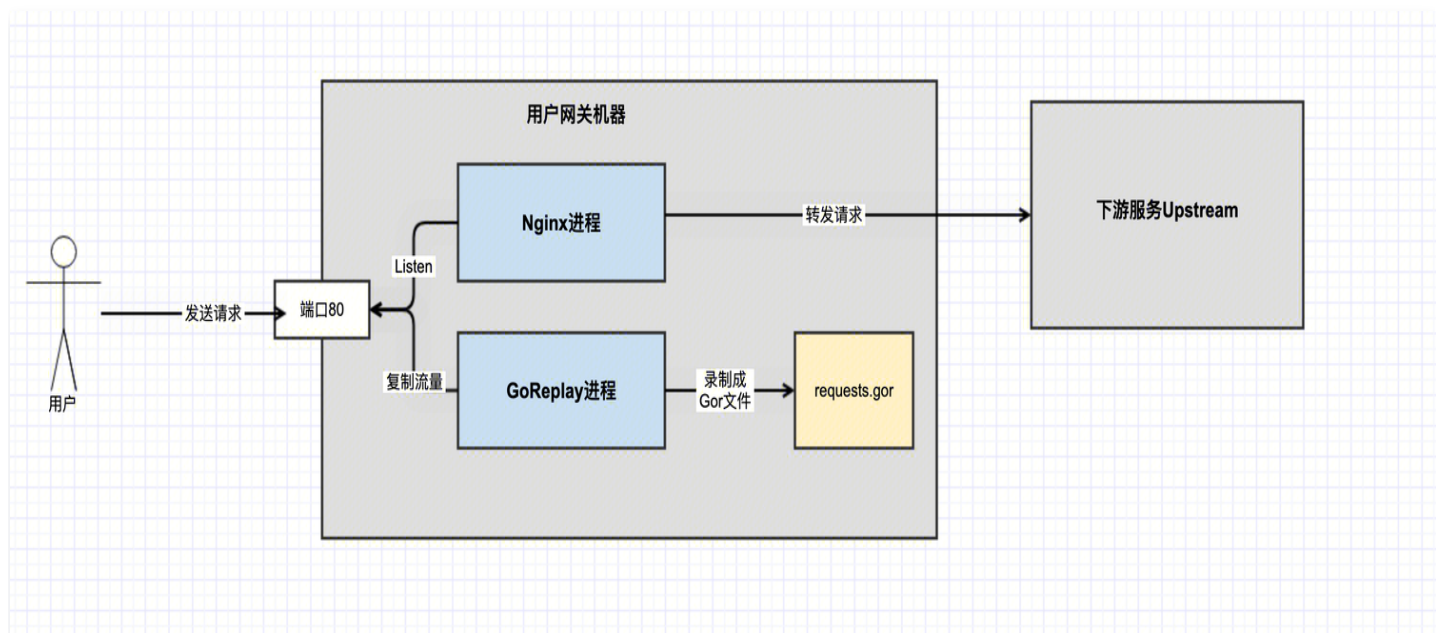 用户网关机器
Nginx进程
转发请求
下游服务Upstream
Listen
发送请求
端口80
复制流量
GoReplay进程
录制成
Gor文件
requests.gor
用户